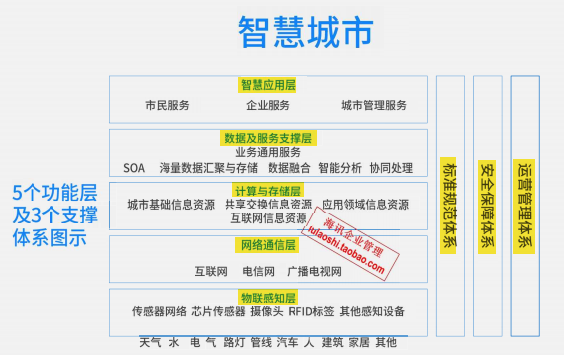 智慧城市
5个功能层
及3个支撑
体系图示
智慧应用层
市民服务 企业服务 城市管理服务
数据及服务支撑层
业务通用服务
SOA 海量数据汇聚与存储 数据融合 智能分析 协同处理
计算与存储层
城市基础信息资源 共享交换信息资源 应用领域信息资源
互联网信息资源
网络通信层
互联网 电信网 广播电视网
物联感知层
传感器网络 芯片传感器 摄像头 RFID标签 其他感知设备
天气 水 电 气 路灯 管线 汽车 人 建筑 家居 其他
标准规范体系
安全保障体系
运营管理体系
海讯企业管理
rulaoshi.taobao.com